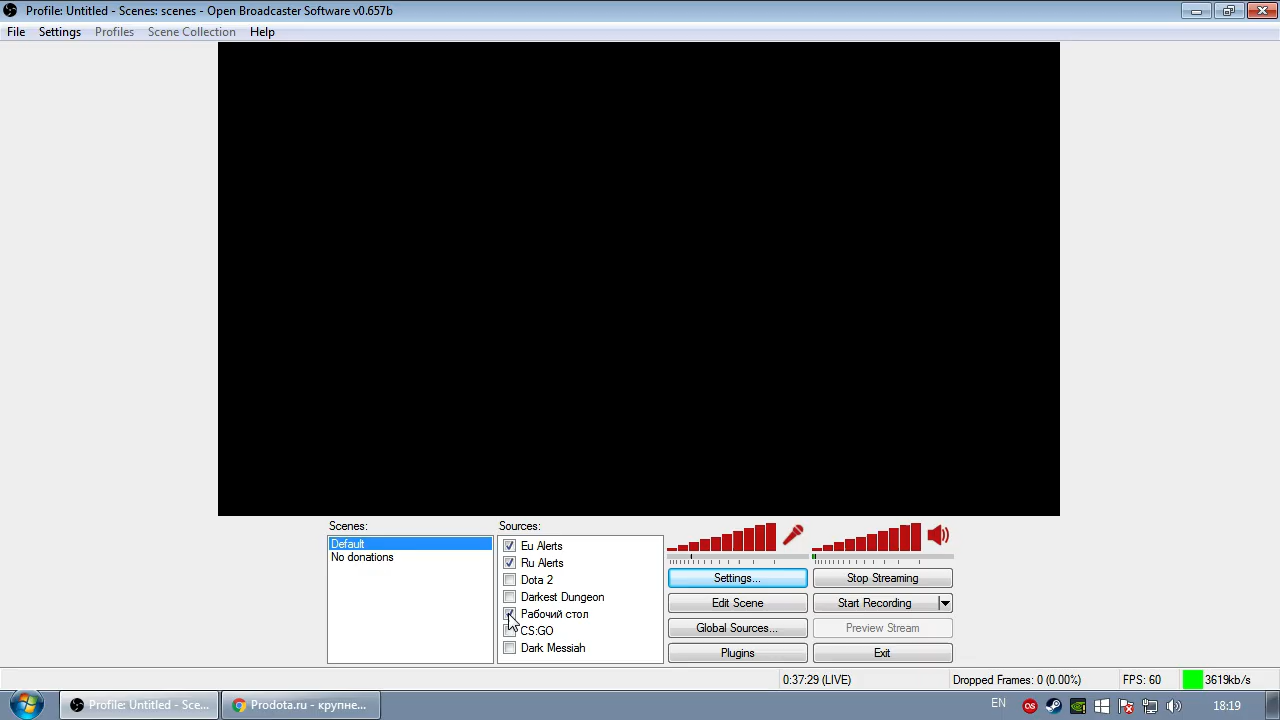 Profile: Untitled - Scenes: scenes - Open Broadcaster Software v0.657b
File Settings Profiles Scene Collection Help
Scenes:
Default
No donations
Sources:
Eu Alerts
Ru Alerts
Dota 2
Darkest Dungeon
Рабочий стол
CS:GO
Dark Messiah
Settings... Stop Streaming
Edit Scene Start Recording
Global Sources... Preview Stream
Plugins Exit
0:37:29 (LIVE) Dropped Frames: 0 (0.00%) FPS: 60 3619kb/s
Profile: Untitled - Sce... Prodota.ru - крупне... EN 18:19